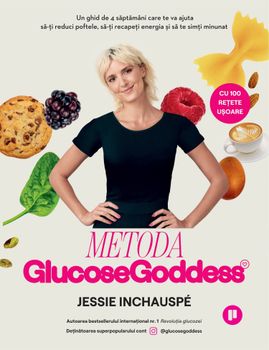 Un ghid de 4 săptămâni care te va ajuta
să-ți reduci poftele, să-ți recapeți energia și să te simți minunat
CU 100
REȚETE
UȘOARE
METODA
GlucoseGoddess
JESSIE INCHAUSPÉ
Autoarea bestsellerului internațional nr. 1 Revoluția glucozei
Deținătoarea superpopularului cont @glucosegoddess